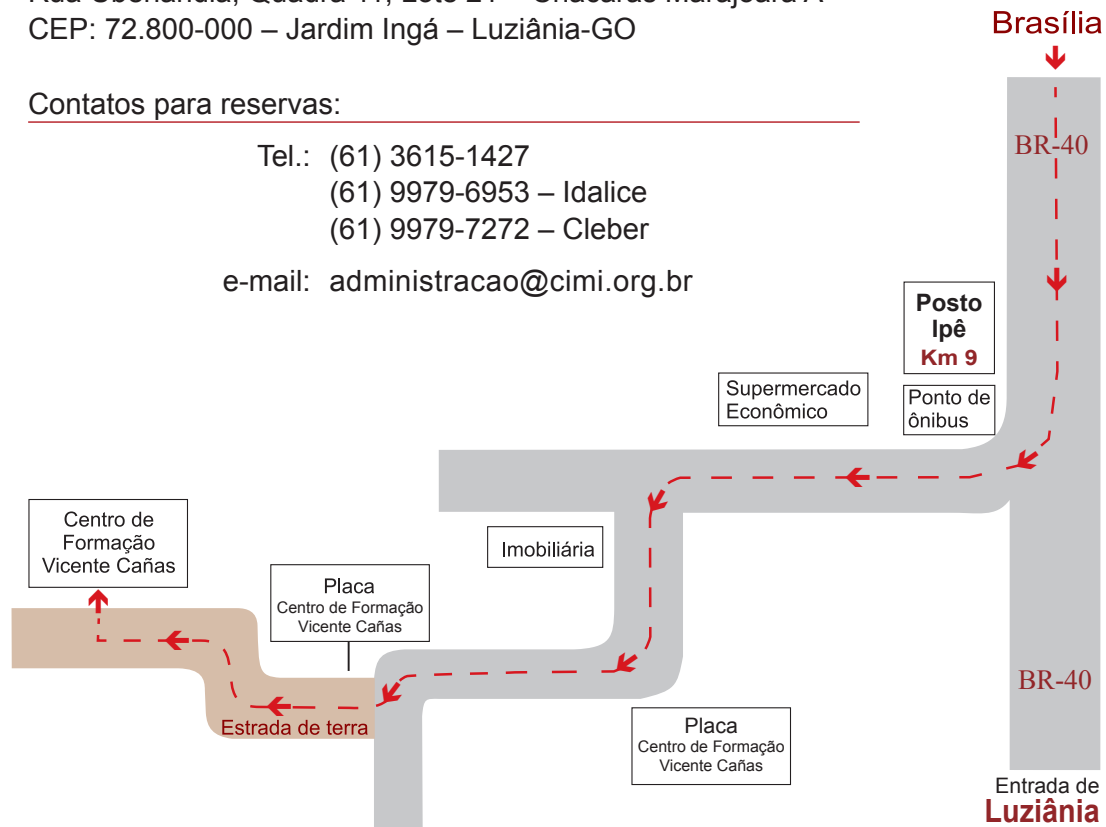 CEP: 72.800-000 – Jardim Ingá – Luziânia-GO
Brasília
Contatos para reservas:
Tel.: (61) 3615-1427
(61) 9979-6953 – Idalice
(61) 9979-7272 – Cleber
e-mail: administracao@cimi.org.br
BR-40
Posto
Ipê
Km 9
Ponto de
ônibus
Supermercado
Econômico
Imobiliária
Centro de
Formação
Vicente Cañas
Placa
Centro de Formação
Vicente Cañas
Estrada de terra
Placa
Centro de Formação
Vicente Cañas
BR-40
Entrada de
Luziânia